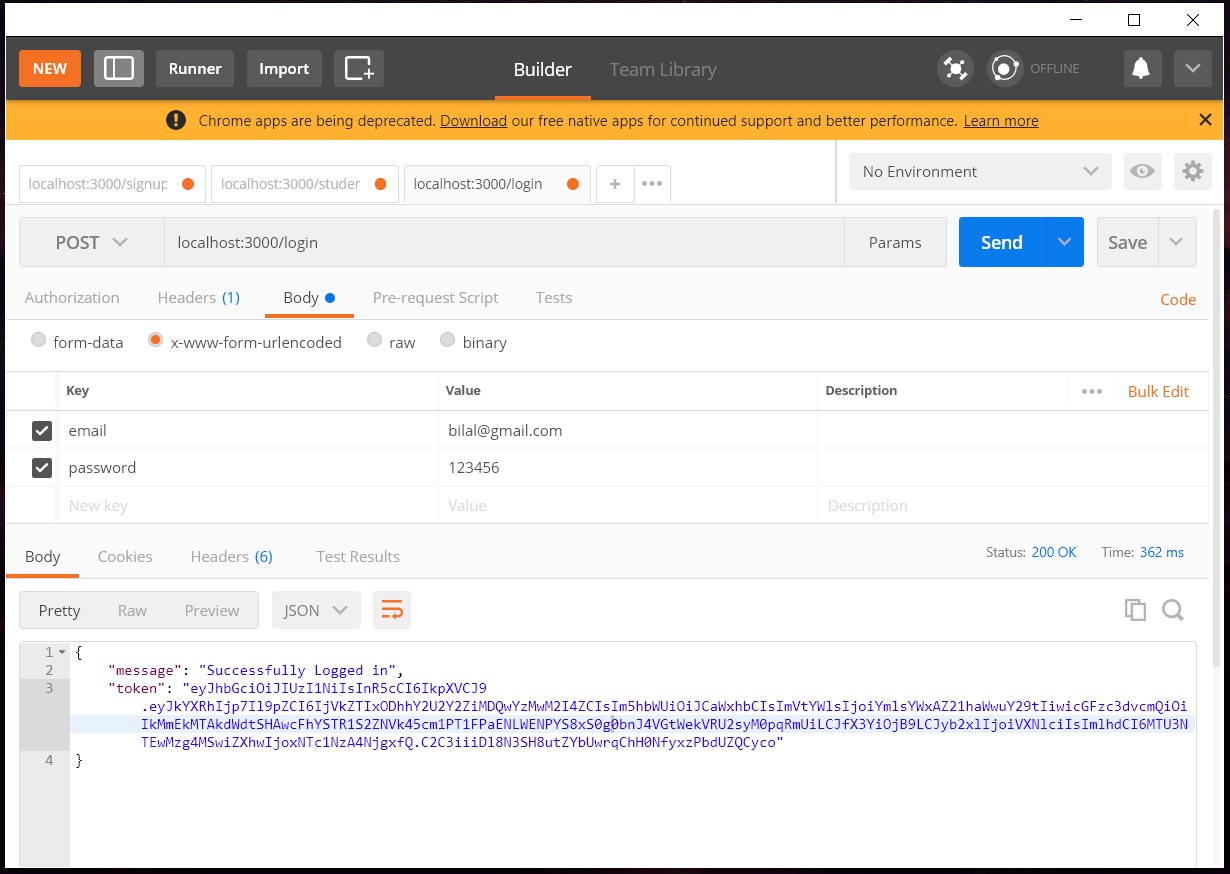 NEW Runner Import Builder Team Library OFFLINE
Chrome apps are being deprecated. Download our free native apps for continued support and better performance. Learn more
localhost:3000/signup localhost:3000/studer localhost:3000/login + ••• No Environment
POST localhost:3000/login Params Send Save
Authorization Headers (1) Body Pre-request Script Tests Code
form-data x-www-form-urlencoded raw binary
Key Value Description ••• Bulk Edit
email bilal@gmail.com
password 123456
New key Value Description
Body Cookies Headers (6) Test Results Status: 200 OK Time: 362 ms
Pretty Raw Preview JSON
1 {
2 "message": "Successfully Logged in",
3 "token": "eyJhbGciOiJIUzI1NiIsInR5cCI6IkpXVCJ9
.eyJkYXRhIjp7Il9pZCI6IjVkZTIxODhhY2U2Y2ZiMDQwYzMwM2I4ZCIsIm5hbWUiOiJCaWxhbCIsImVtYWlsIjoiYmlsYWxAZ21haWwuY29tIiwicGFzc3dvcmQiOi
IkMmEkMTAkdWdtSHAwcFhYSTR1S2ZNVk45cm1PT1FPaENLWENPYS8xS0g0bnJ4VGtWekVRU2syM0pqRmUiLCJfX3YiOjB9LCJyb2xlIjoiVXNlciIsImlhdCI6MTU3N
TEwMzg4MSwiZXhwIjoxNTc1NzA4NjgxfQ.C2C3iiiDl8N3SH8utZYbUwrqChH0NfyxzPbdUZQCyco"
4 }